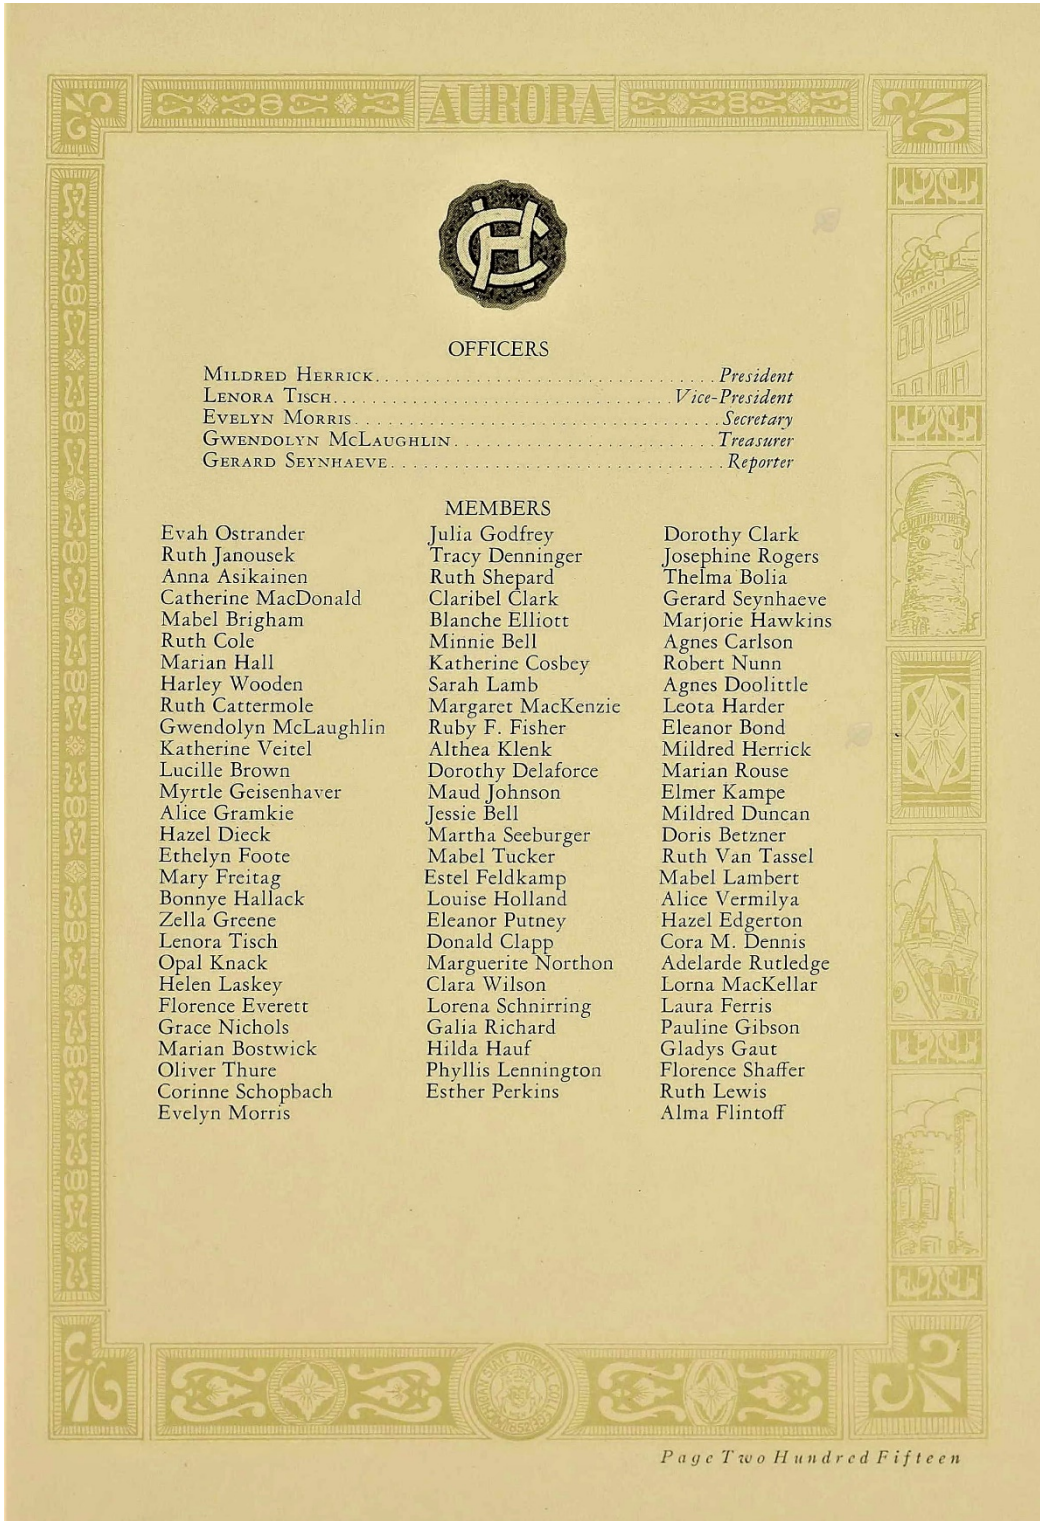 AURORA
CH
OFFICERS
MILDRED HERRICK. . . . . . . . . . . . . . . . . . . . . . . . . . . . . . . . . President
LENORA TISCH. . . . . . . . . . . . . . . . . . . . . . . . . . . . . . . . . Vice-President
EVELYN MORRIS. . . . . . . . . . . . . . . . . . . . . . . . . . . . . . . . . . . Secretary
GWENDOLYN MCLAUGHLIN. . . . . . . . . . . . . . . . . . . . . . . . . Treasurer
GERARD SEYNHAEVE. . . . . . . . . . . . . . . . . . . . . . . . . . . . . . . . Reporter
MEMBERS
Evah Ostrander
Ruth Janousek
Anna Asikainen
Catherine MacDonald
Mabel Brigham
Ruth Cole
Marian Hall
Harley Wooden
Ruth Cattermole
Gwendolyn McLaughlin
Katherine Veitel
Lucille Brown
Myrtle Geisenhaver
Alice Gramkie
Hazel Dieck
Ethelyn Foote
Mary Freitag
Bonnye Hallack
Zella Greene
Lenora Tisch
Opal Knack
Helen Laskey
Florence Everett
Grace Nichols
Marian Bostwick
Oliver Thure
Corinne Schopbach
Evelyn Morris
Julia Godfrey
Tracy Denninger
Ruth Shepard
Claribel Clark
Blanche Elliott
Minnie Bell
Katherine Cosbey
Sarah Lamb
Margaret MacKenzie
Ruby F. Fisher
Althea Klenk
Dorothy Delaforce
Maud Johnson
Jessie Bell
Martha Seeburger
Mabel Tucker
Estel Feldkamp
Louise Holland
Eleanor Putney
Donald Clapp
Marguerite Northon
Clara Wilson
Lorena Schnirring
Galia Richard
Hilda Hauf
Phyllis Lennington
Esther Perkins
Dorothy Clark
Josephine Rogers
Thelma Bolia
Gerard Seynhaeve
Marjorie Hawkins
Agnes Carlson
Robert Nunn
Agnes Doolittle
Leota Harder
Eleanor Bond
Mildred Herrick
Marian Rouse
Elmer Kampe
Mildred Duncan
Doris Betzner
Ruth Van Tassel
Mabel Lambert
Alice Vermilya
Hazel Edgerton
Cora M. Dennis
Adelarde Rutledge
Lorna MacKellar
Laura Ferris
Pauline Gibson
Gladys Gaut
Florence Shaffer
Ruth Lewis
Alma Flintoff
MICHIGAN STATE NORMAL COLLEGE
Page Two Hundred Fifteen